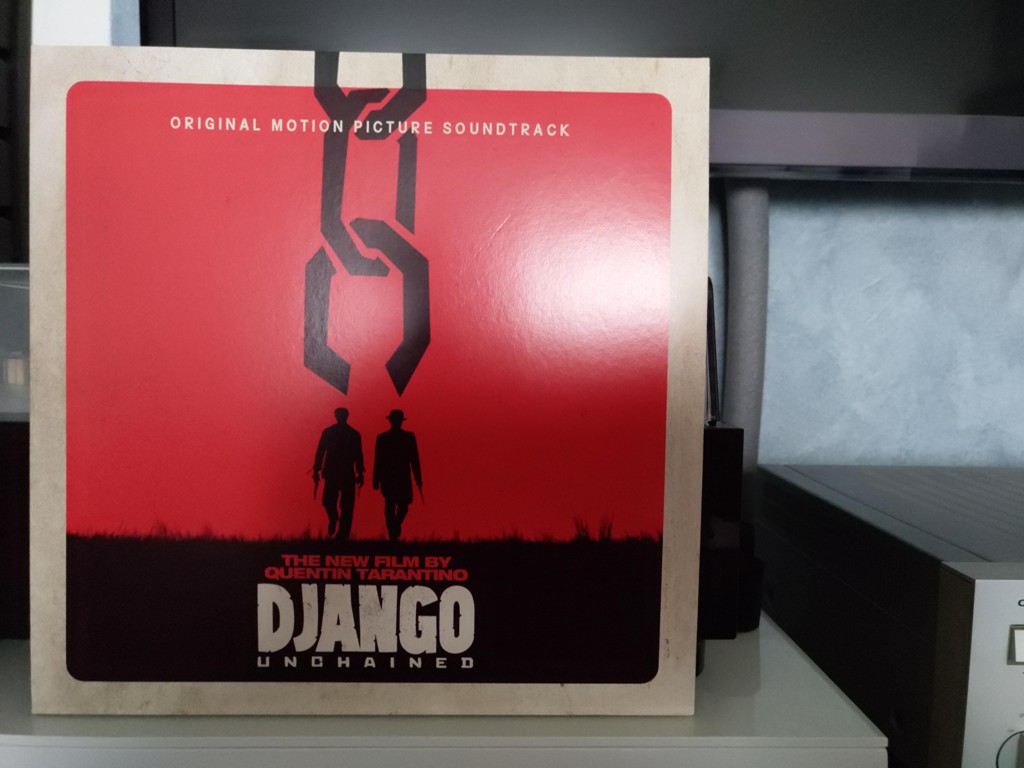 ORIGINAL MOTION PICTURE SOUNDTRACK
THE NEW FILM BY
QUENTIN TARANTINO
DJANGO
UNCHAINED